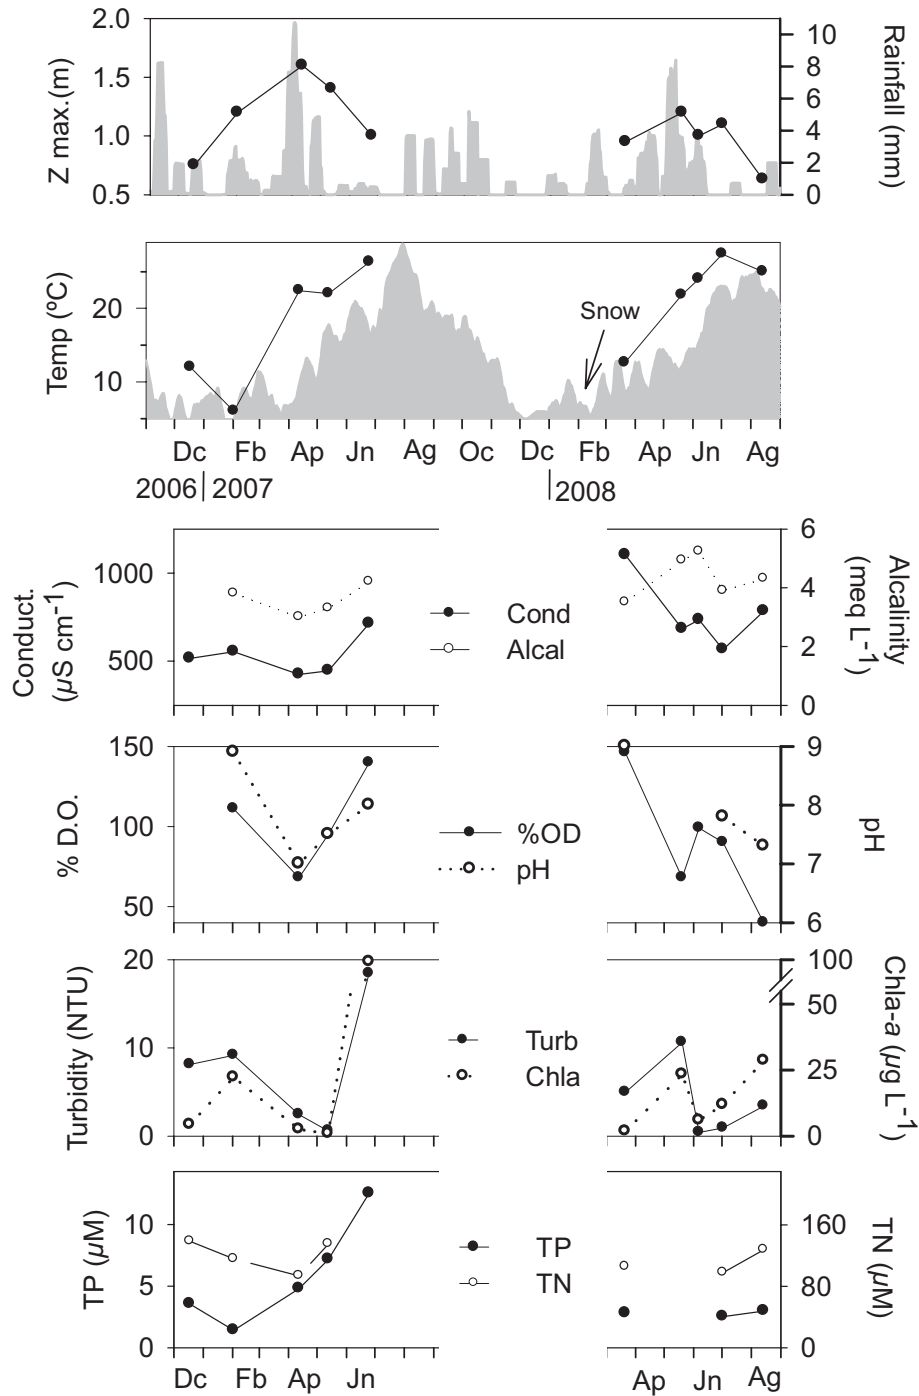 2.0
1.5
1.0
0.5
Z max.(m)
10
8
6
4
2
0
Rainfall (mm)
20
10
Temp (ºC)
Snow
Dc Fb Ap Jn Ag Oc Dc Fb Ap Jn Ag
2006 2007 2008
1000
500
Conduct.
(µS cm-1)
Cond
Alcal
6
4
2
0
Alcalinity
(meq L-1)
150
100
50
% D.O.
%OD
pH
9
8
7
6
pH
20
10
0
Turbidity (NTU)
Turb
Chla
100
50
25
0
Chla-a (µg L-1)
10
5
0
TP (µM)
TP
TN
160
80
0
TN (µM)
Dc Fb Ap Jn Ap Jn Ag